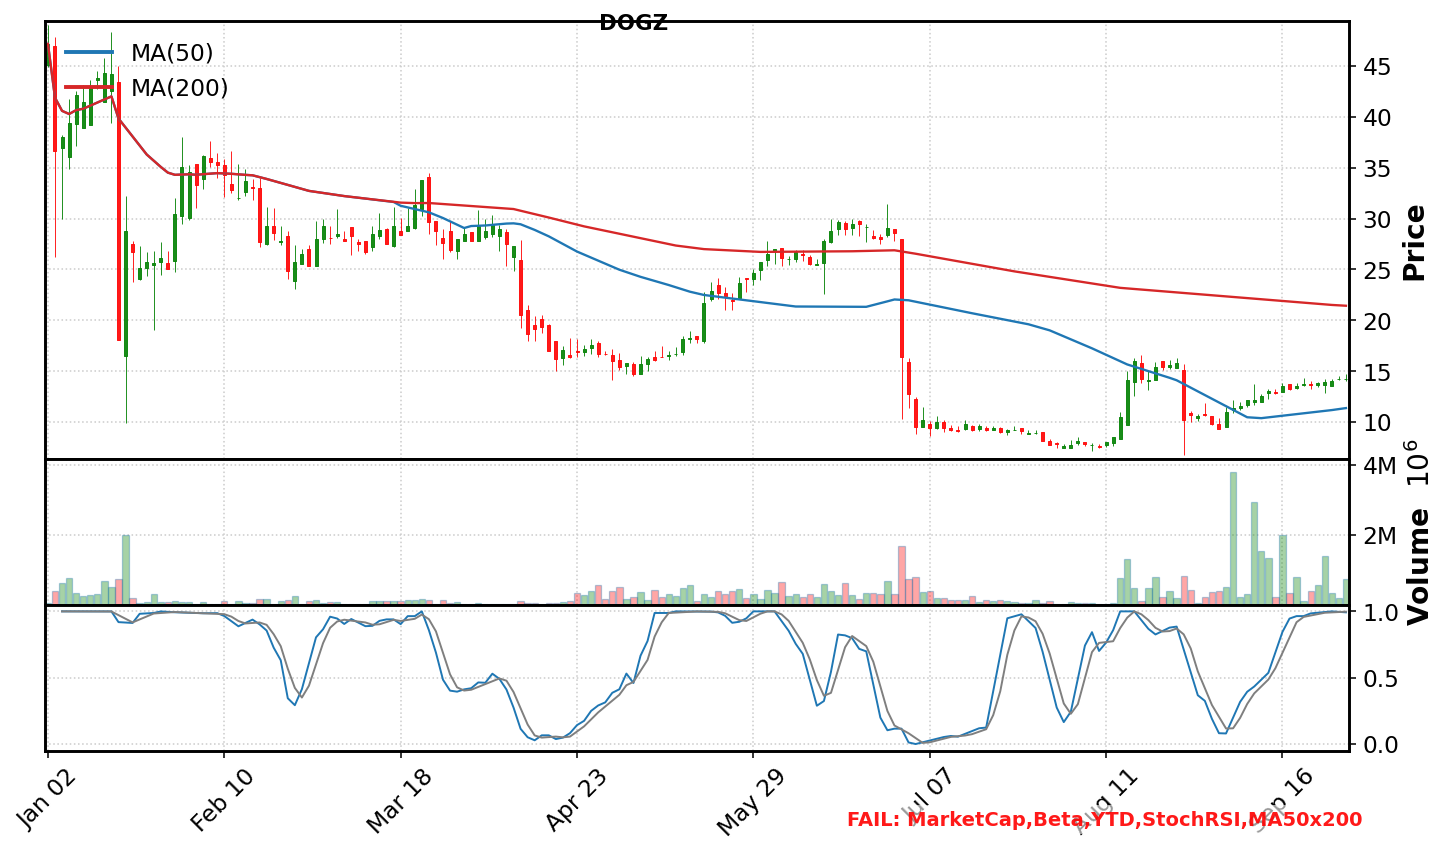 DOGZ
MA(50)
MA(200)
45
40
35
30
25
20
15
10
Price
4M
2M
Volume 10^6
1.0
0.5
0.0
Jan 02
Feb 10
Mar 18
Apr 23
May 29
Jul 07
Aug 11
Sep 16
FAIL: MarketCap,Beta,YTD,StochRSI,MA50x200